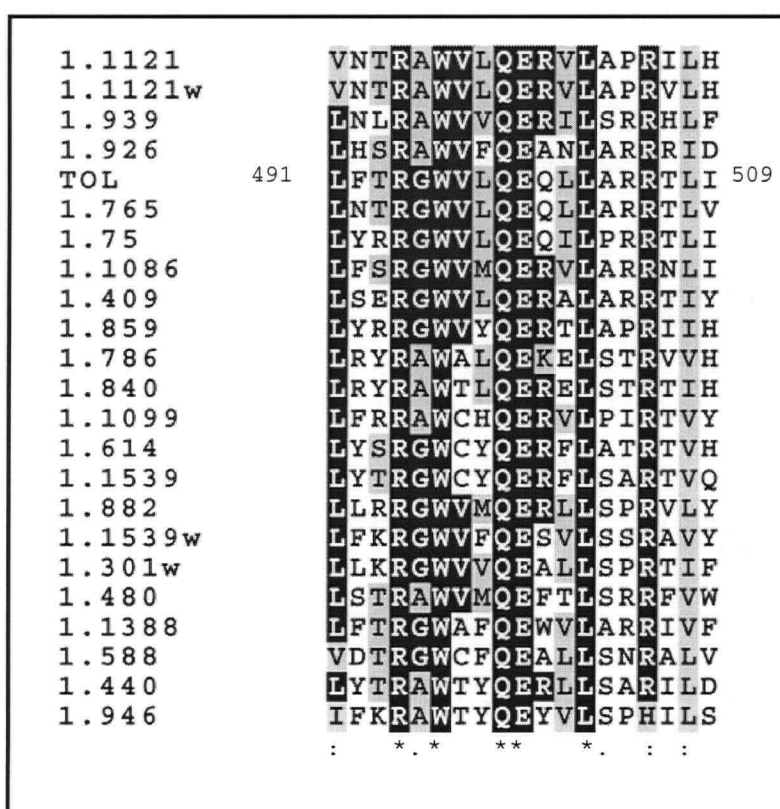 1.1121 VNTRAWVLQERVLAPRILH
1.1121w VNTRAWVLQERVLAPRVLH
1.939 LNLRAWVVQERILSRRHLF
1.926 LHSRAWVFQEANLARRRID
TOL 491 LFTRGWVLQEQLLARRTLI 509
1.765 LNTRGWVLQEQLLARRTLV
1.75 LYRRGWVLQEQILPRRTLI
1.1086 LFSRGWVMQERVLARRNLI
1.409 LSERGWVLQERALARRTIY
1.859 LYRRGWVYQERTLAPRIIH
1.786 LRYRAWALQEKELSTRVVH
1.840 LRYRAWTLQERELSTRTIH
1.1099 LFRRAWCHQERVLPIRTVY
1.614 LYSRGWCYQERFLATRTVH
1.1539 LYTRGWCYQERFLSARTVQ
1.882 LLRRGWVMQERLLSPRVLY
1.1539w LFKRGWVFQESVLSSRAVY
1.301w LLKRGWVVQEALLSPRTIF
1.480 LSTRAWVMQEFTLSRRFVW
1.1388 LFTRGWAFQEWVLARRIVF
1.588 VDTRGWCFQEALLSNRALV
1.440 LYTRAWTYQERLLSARILD
1.946 IFKRAWTYQEYVLSPHILS
: *.* ** *. : :